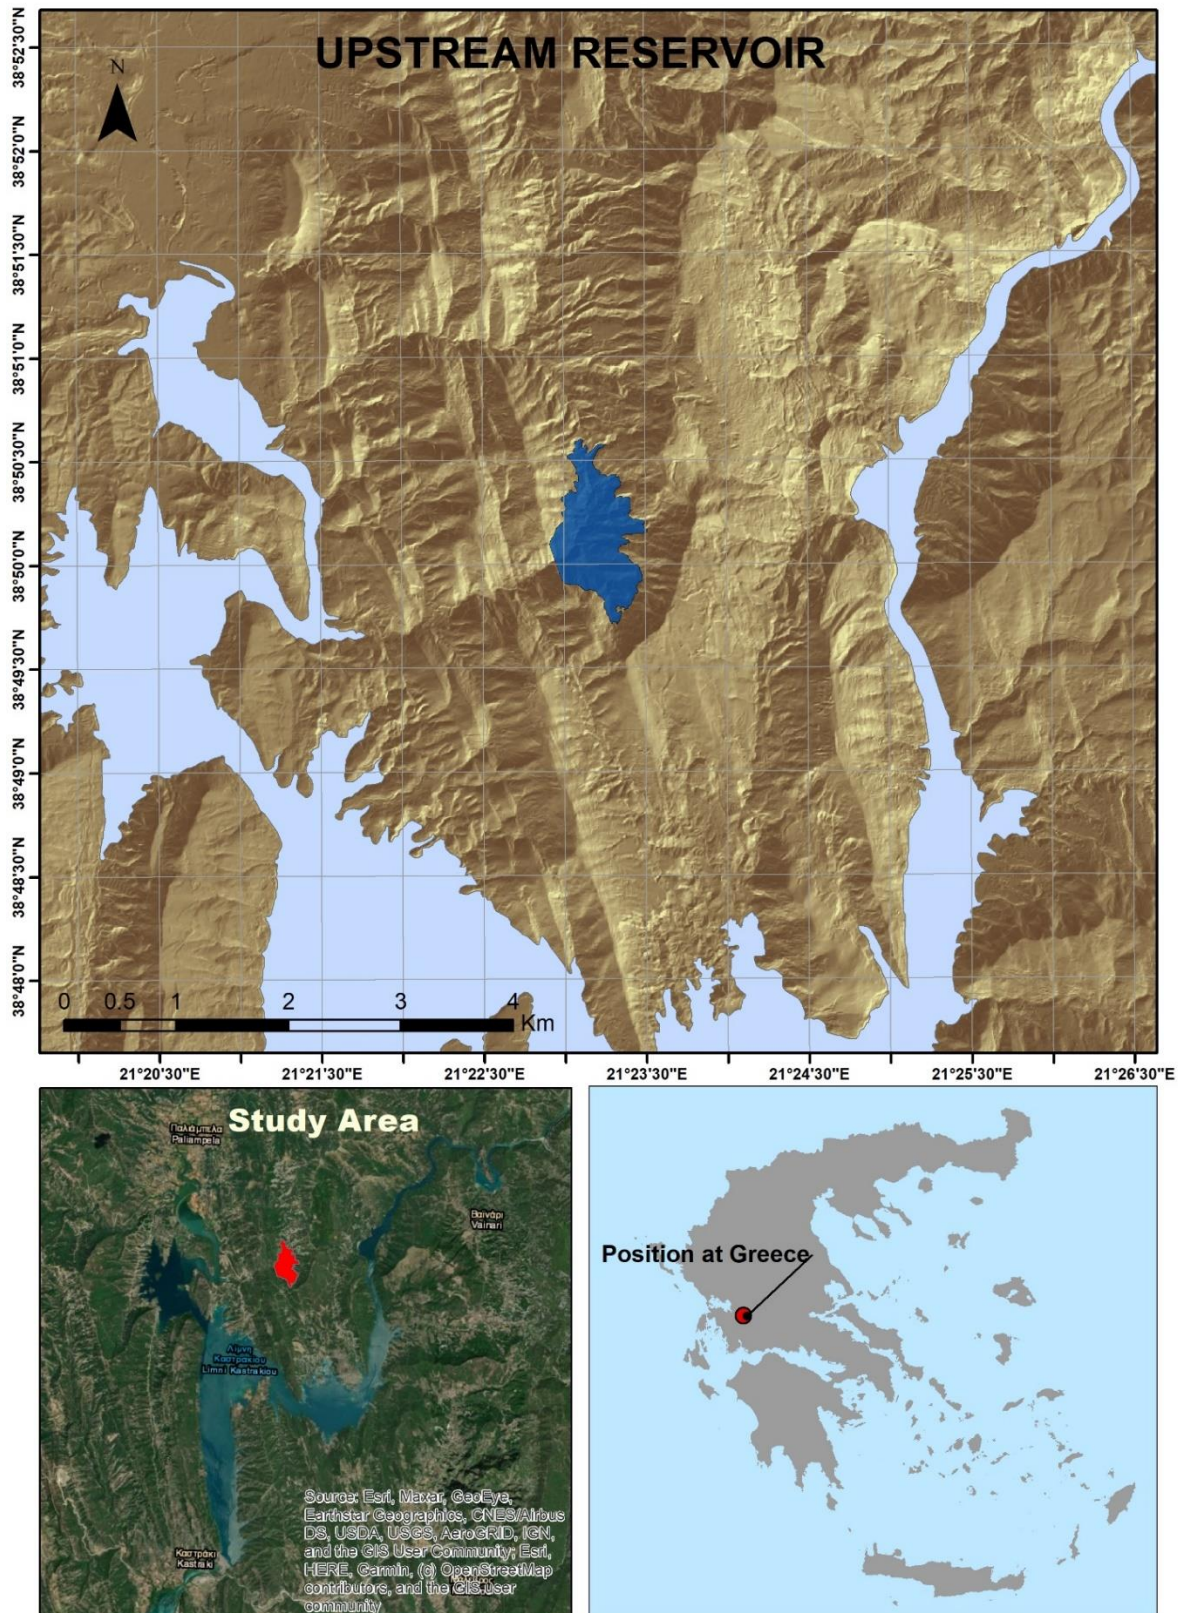 UPSTREAM RESERVOIR
N
38°52'30"N
38°52'0"N
38°51'30"N
38°51'0"N
38°50'30"N
38°50'0"N
38°49'30"N
38°49'0"N
38°48'30"N
38°48'0"N
0 0.5 1 2 3 4
Km
21°20'30"E 21°21'30"E 21°22'30"E 21°23'30"E 21°24'30"E 21°25'30"E 21°26'30"E
Study Area
Παλιάμπελα
Paliampela
Βαϊνάρι
Vainari
Λίμνη
Καστρακίου
Limni Kastrakiou
Καστράκι
Kastraki
Source: Esri, Maxar, GeoEye,
Earthstar Geographics, CNES/Airbus
DS, USDA, USGS, AeroGRID, IGN,
and the GIS User Community; Esri,
HERE, Garmin, (c) OpenStreetMap
contributors, and the GIS user
community
Position at Greece